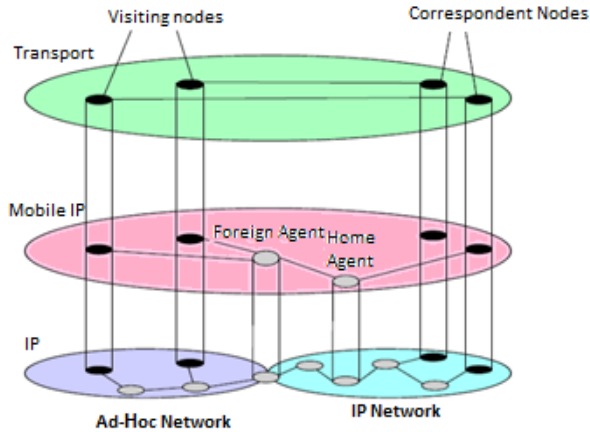 Visiting nodes
Correspondent Nodes
Transport
Mobile IP
Foreign Agent
Home
Agent
IP
Ad-Hoc Network
IP Network